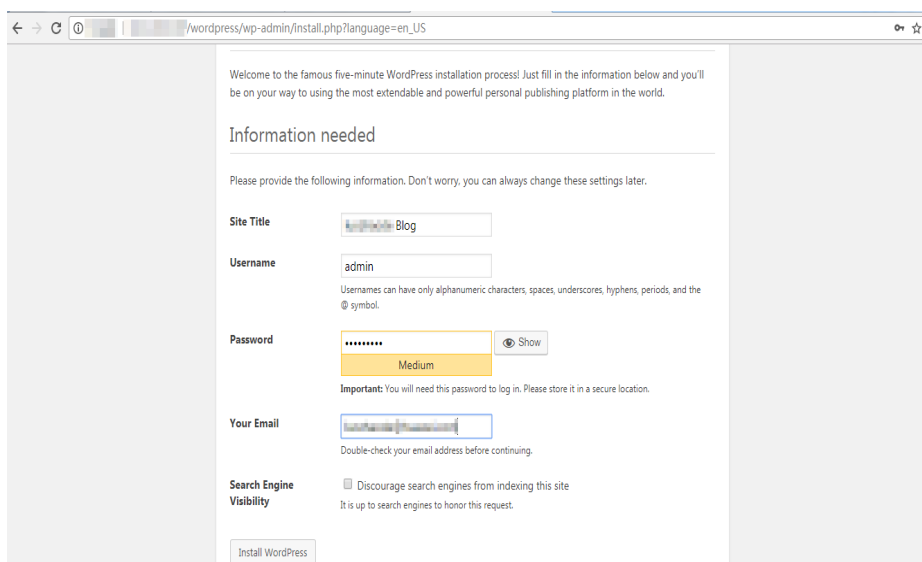 /wordpress/wp-admin/install.php?language=en_US
Welcome to the famous five-minute WordPress installation process! Just fill in the information below and you'll
be on your way to using the most extendable and powerful personal publishing platform in the world.
Information needed
Please provide the following information. Don't worry, you can always change these settings later.
Site Title
Blog
Username
admin
Usernames can have only alphanumeric characters, spaces, underscores, hyphens, periods, and the
@ symbol.
Password
•••••••••
Show
Medium
Important: You will need this password to log in. Please store it in a secure location.
Your Email
Double-check your email address before continuing.
Search Engine
Visibility
Discourage search engines from indexing this site
It is up to search engines to honor this request.
Install WordPress